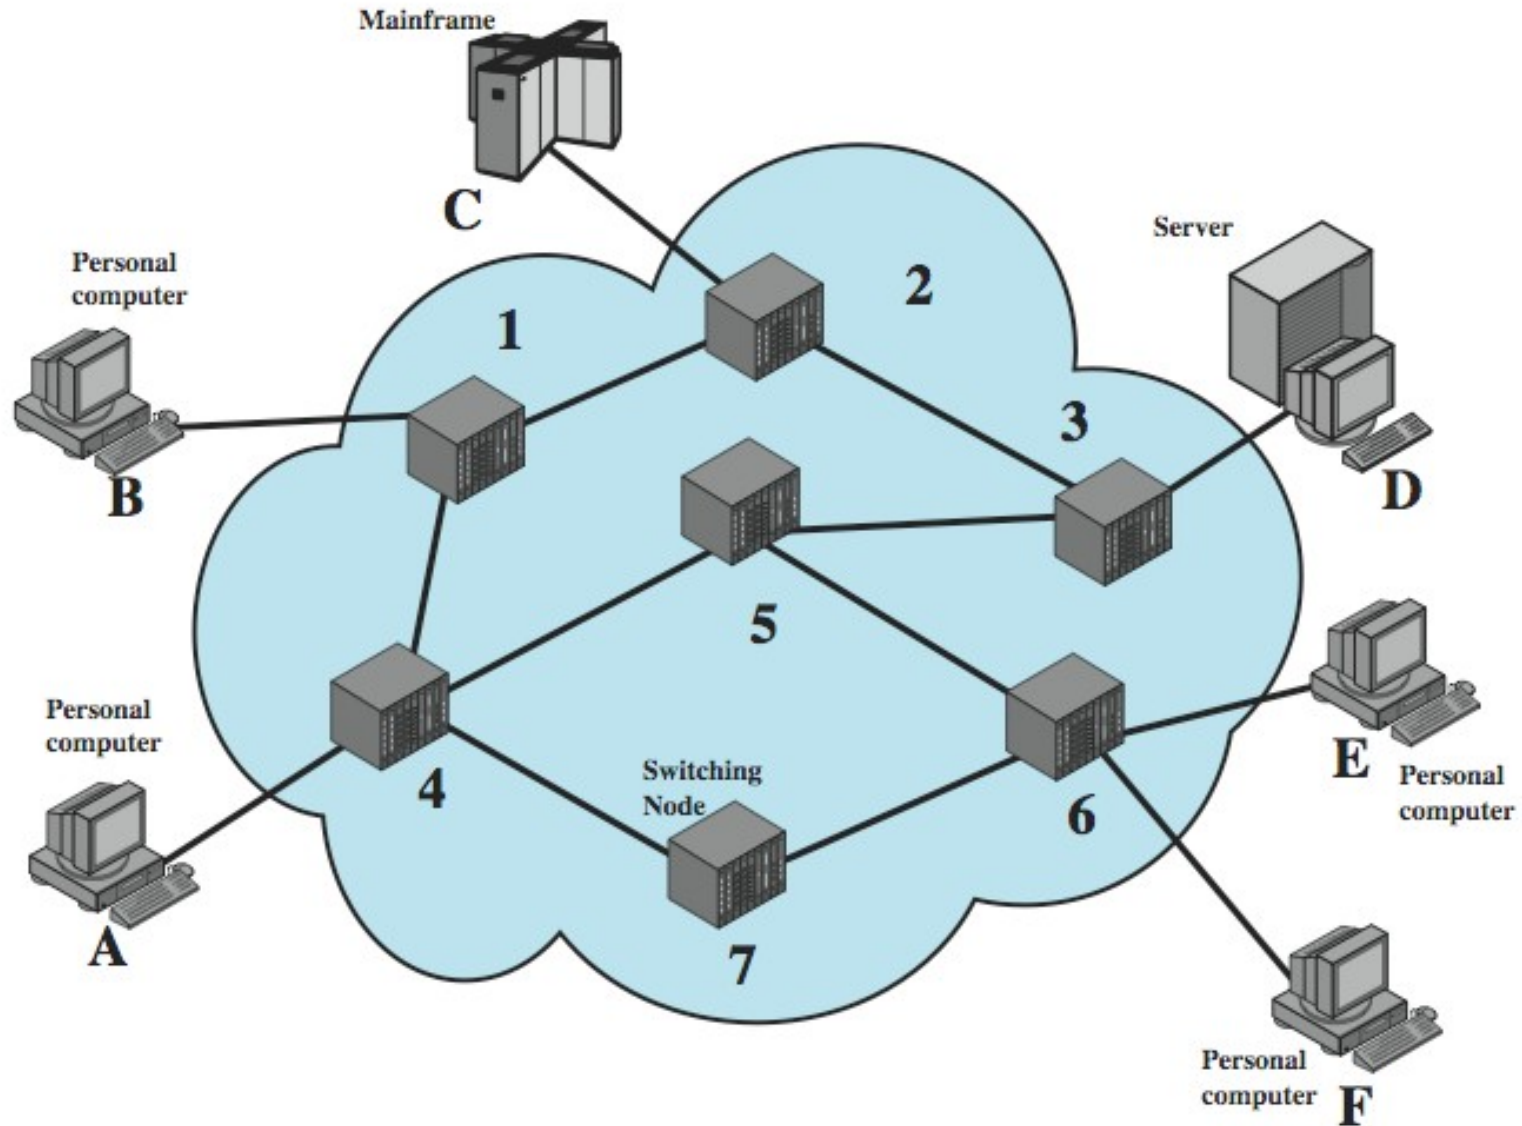 Mainframe
C
Server
Personal
computer
2
1
B
3
D
5
Personal
computer
4
Switching
Node
6
E
Personal
computer
A
7
Personal
computer
F